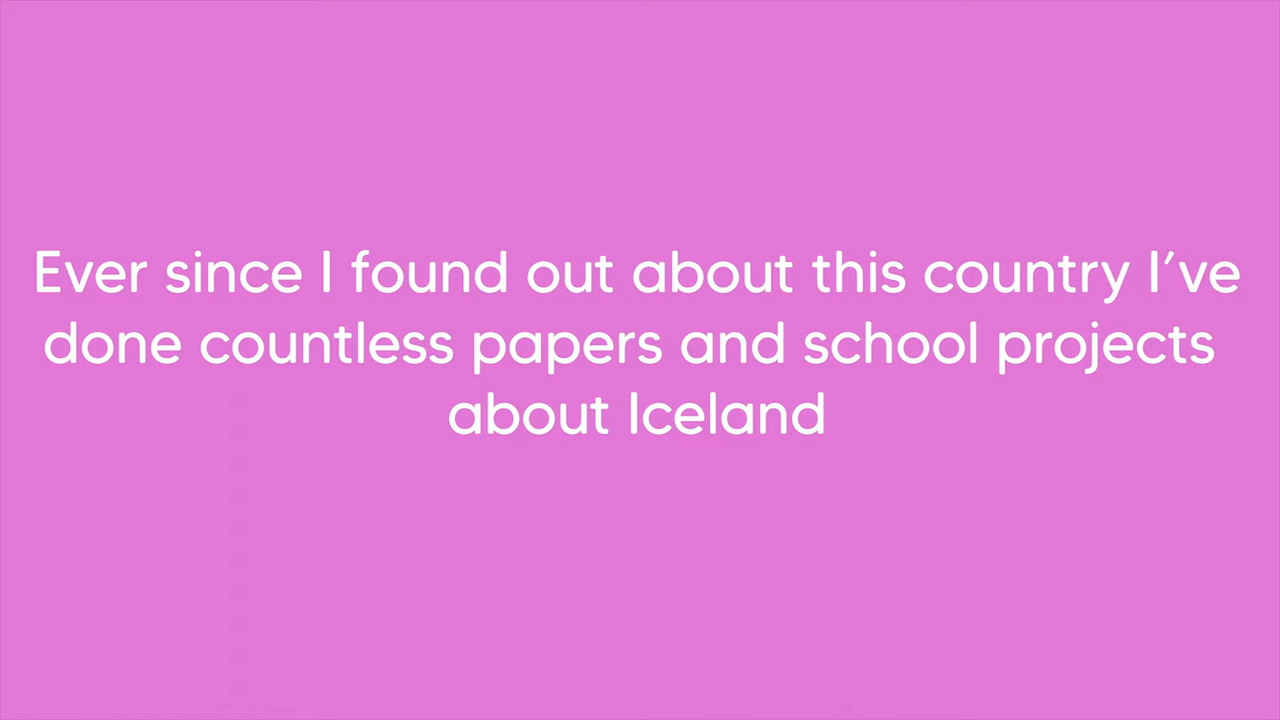 Ever since I found out about this country I've
done countless papers and school projects
about Iceland